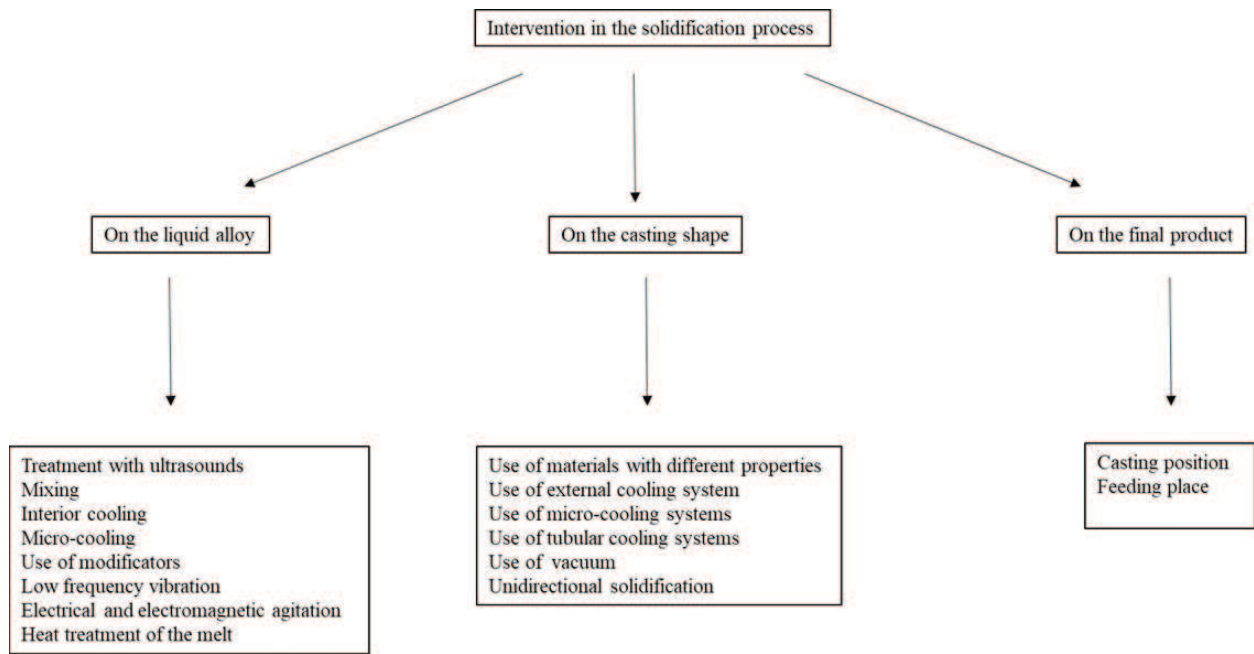 Intervention in the solidification process
On the liquid alloy
On the casting shape
On the final product
Treatment with ultrasounds
Mixing
Interior cooling
Micro-cooling
Use of modificators
Low frequency vibration
Electrical and electromagnetic agitation
Heat treatment of the melt
Use of materials with different properties
Use of external cooling system
Use of micro-cooling systems
Use of tubular cooling systems
Use of vacuum
Unidirectional solidification
Casting position
Feeding place